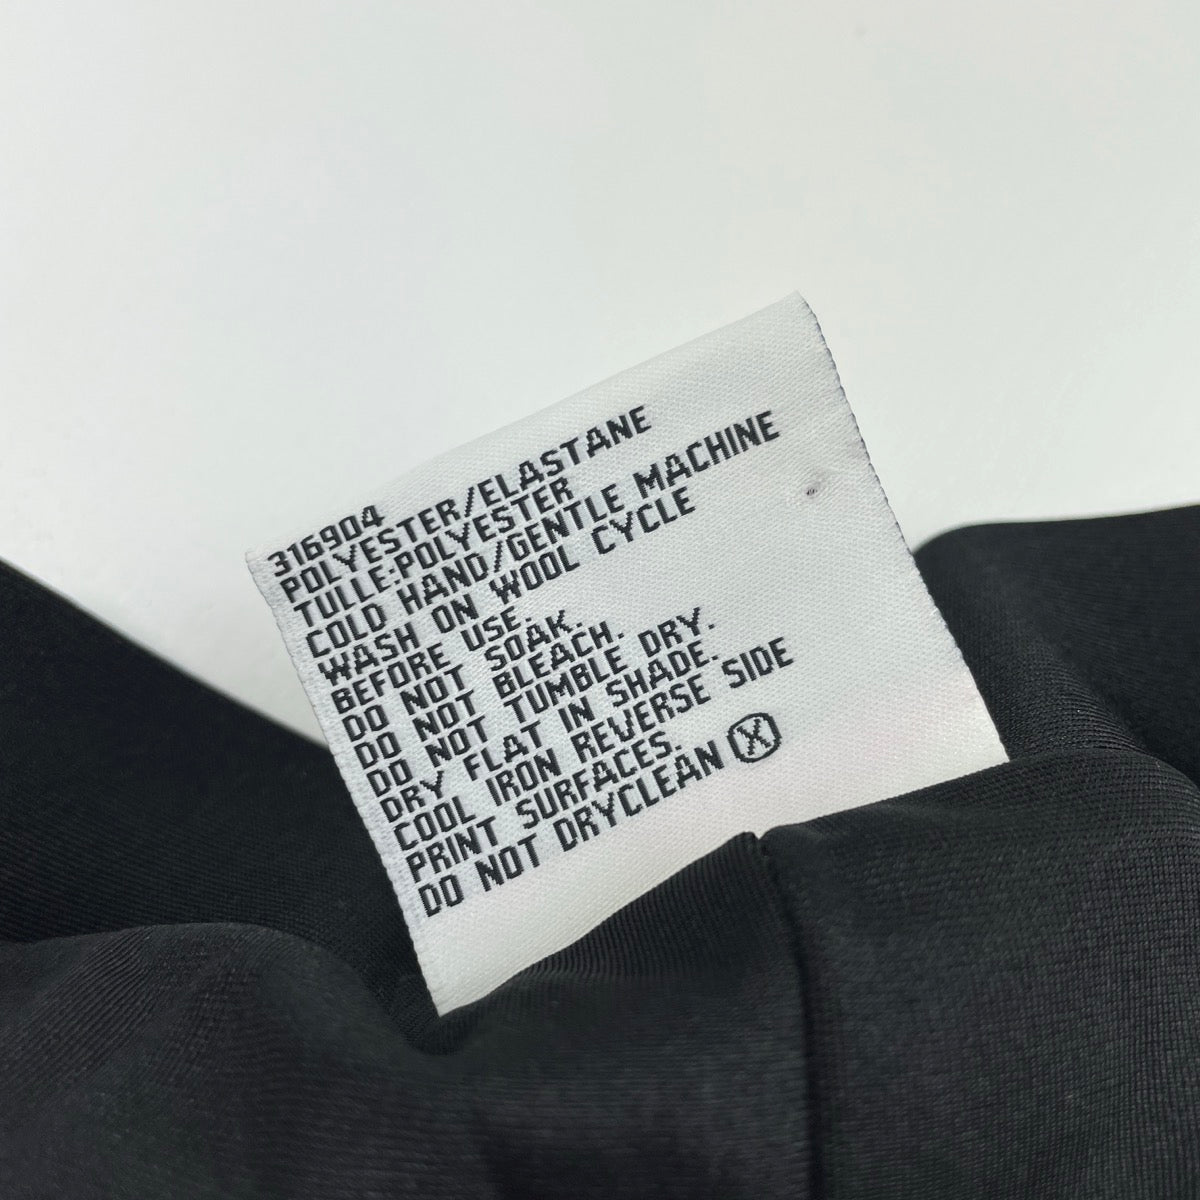 316904
POLYESTER/ELASTANE
TULLE:POLYESTER
COLD HAND/GENTLE MACHINE
WASH ON WOOL CYCLE
BEFORE USE.
DO NOT SOAK.
DO NOT BLEACH.
DO NOT TUMBLE DRY.
DRY FLAT IN SHADE.
COOL IRON REVERSE SIDE
PRINT SURFACES.
DO NOT DRYCLEAN Ⓧ